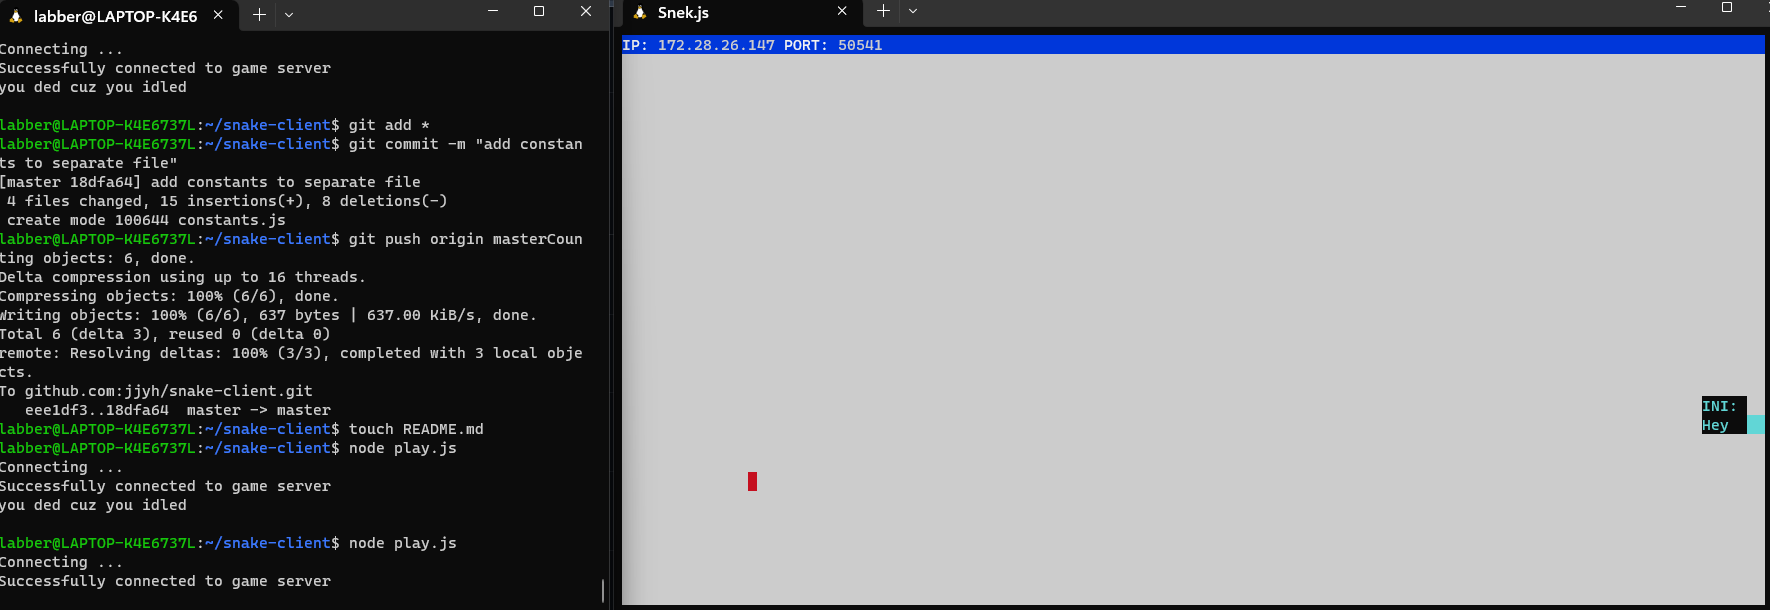 labber@LAPTOP-K4E6
Connecting ...
Successfully connected to game server
you ded cuz you idled
labber@LAPTOP-K4E6737L:~/snake-client$ git add *
labber@LAPTOP-K4E6737L:~/snake-client$ git commit -m "add constan
ts to separate file"
[master 18dfa64] add constants to separate file
4 files changed, 15 insertions(+), 8 deletions(-)
create mode 100644 constants.js
labber@LAPTOP-K4E6737L:~/snake-client$ git push origin masterCoun
ting objects: 6, done.
Delta compression using up to 16 threads.
Compressing objects: 100% (6/6), done.
Writing objects: 100% (6/6), 637 bytes | 637.00 KiB/s, done.
Total 6 (delta 3), reused 0 (delta 0)
remote: Resolving deltas: 100% (3/3), completed with 3 local obje
cts.
To github.com:jjyh/snake-client.git
eee1df3..18dfa64 master -> master
labber@LAPTOP-K4E6737L:~/snake-client$ touch README.md
labber@LAPTOP-K4E6737L:~/snake-client$ node play.js
Connecting ...
Successfully connected to game server
you ded cuz you idled
labber@LAPTOP-K4E6737L:~/snake-client$ node play.js
Connecting ...
Successfully connected to game server
Snek.js
IP: 172.28.26.147 PORT: 50541
INI:
Hey